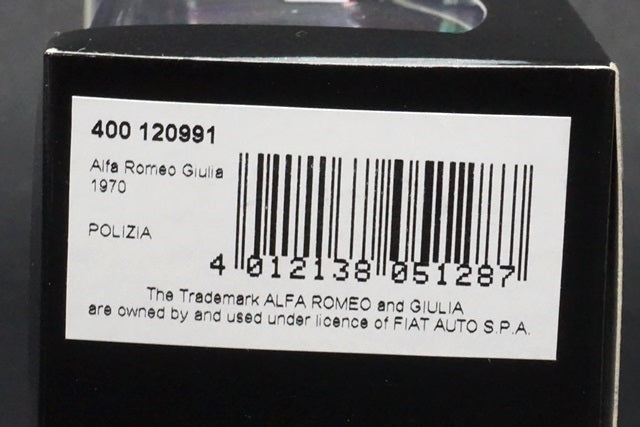 400 120991
Alfa Romeo Giulia
1970
POLIZIA
4 012138 051287
The Trademark ALFA ROMEO and GIULIA
are owned by and used under licence of FIAT AUTO S.P.A.